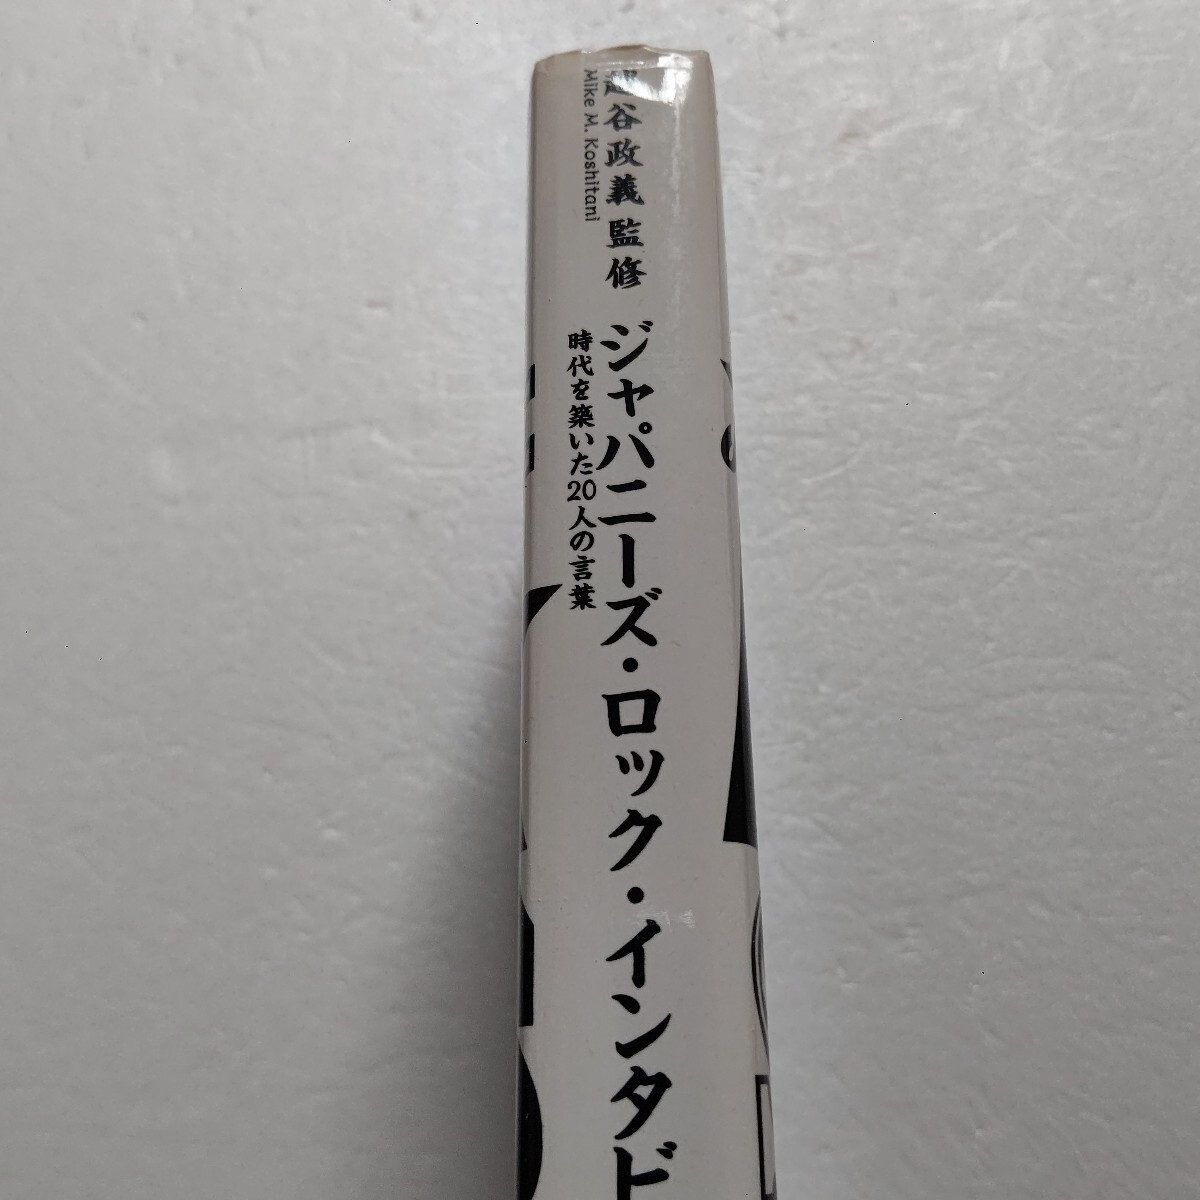 越谷政義監修
Mike M. Koshitani
ジャパニーズ・ロック・インタビ
時代を築いた20人の言葉